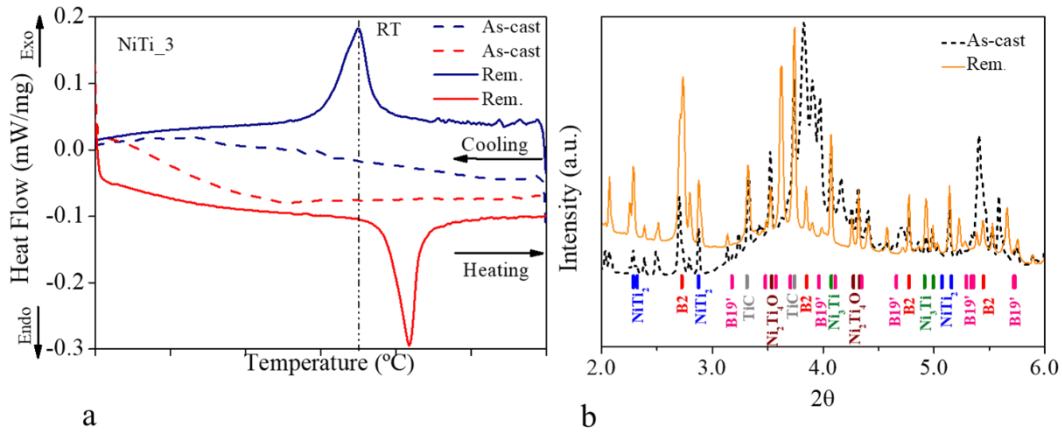 NiTi_3
RT
As-cast
As-cast
Rem.
Rem.
Cooling
Heating
Exo
Heat Flow (mW/mg)
Endo
0.2
0.1
0.0
-0.1
-0.2
-0.3
Temperature (ºC)
a
As-cast
Rem.
Intensity (a.u.)
NiTi₂
B2
NiTi₂
B19'
TiC
Ni₂Ti₄O
TiC
B2
B19'
Ni₃Ti
Ni₂Ti₄O
B19'
B2
Ni₃Ti
NiTi₂
B19'
B2
B19'
2.0 3.0 4.0 5.0 6.0
2θ
b